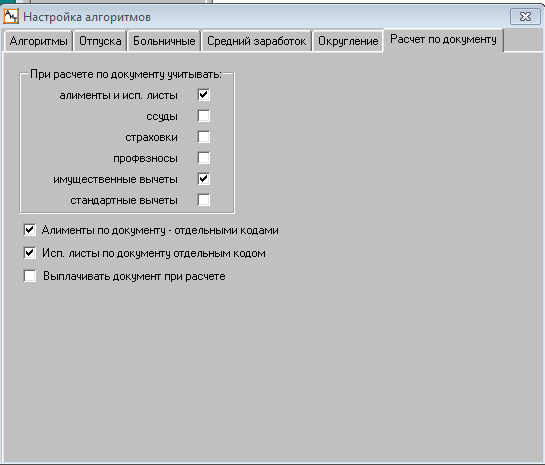 Настройка алгоритмов
Алгоритмы Отпуска Больничные Средний заработок Округление Расчет по документу
При расчете по документу учитывать:
алименты и исп. листы
ссуды
страховки
профвзносы
имущественные вычеты
стандартные вычеты
Алименты по документу - отдельными кодами
Исп. листы по документу отдельным кодом
Выплачивать документ при расчете